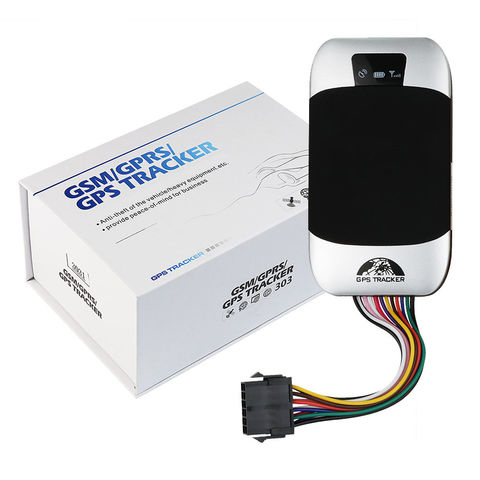 GSM/GPRS/
GPS TRACKER
• Anti-theft of the vehicle/heavy equipment etc.
• provide peace-of-mind for business
GPS TRACKER
GSM/GPRS/
GPS TRACKER
303
GSM/GPRS/
GPS TRACKER
GPS TRACKER